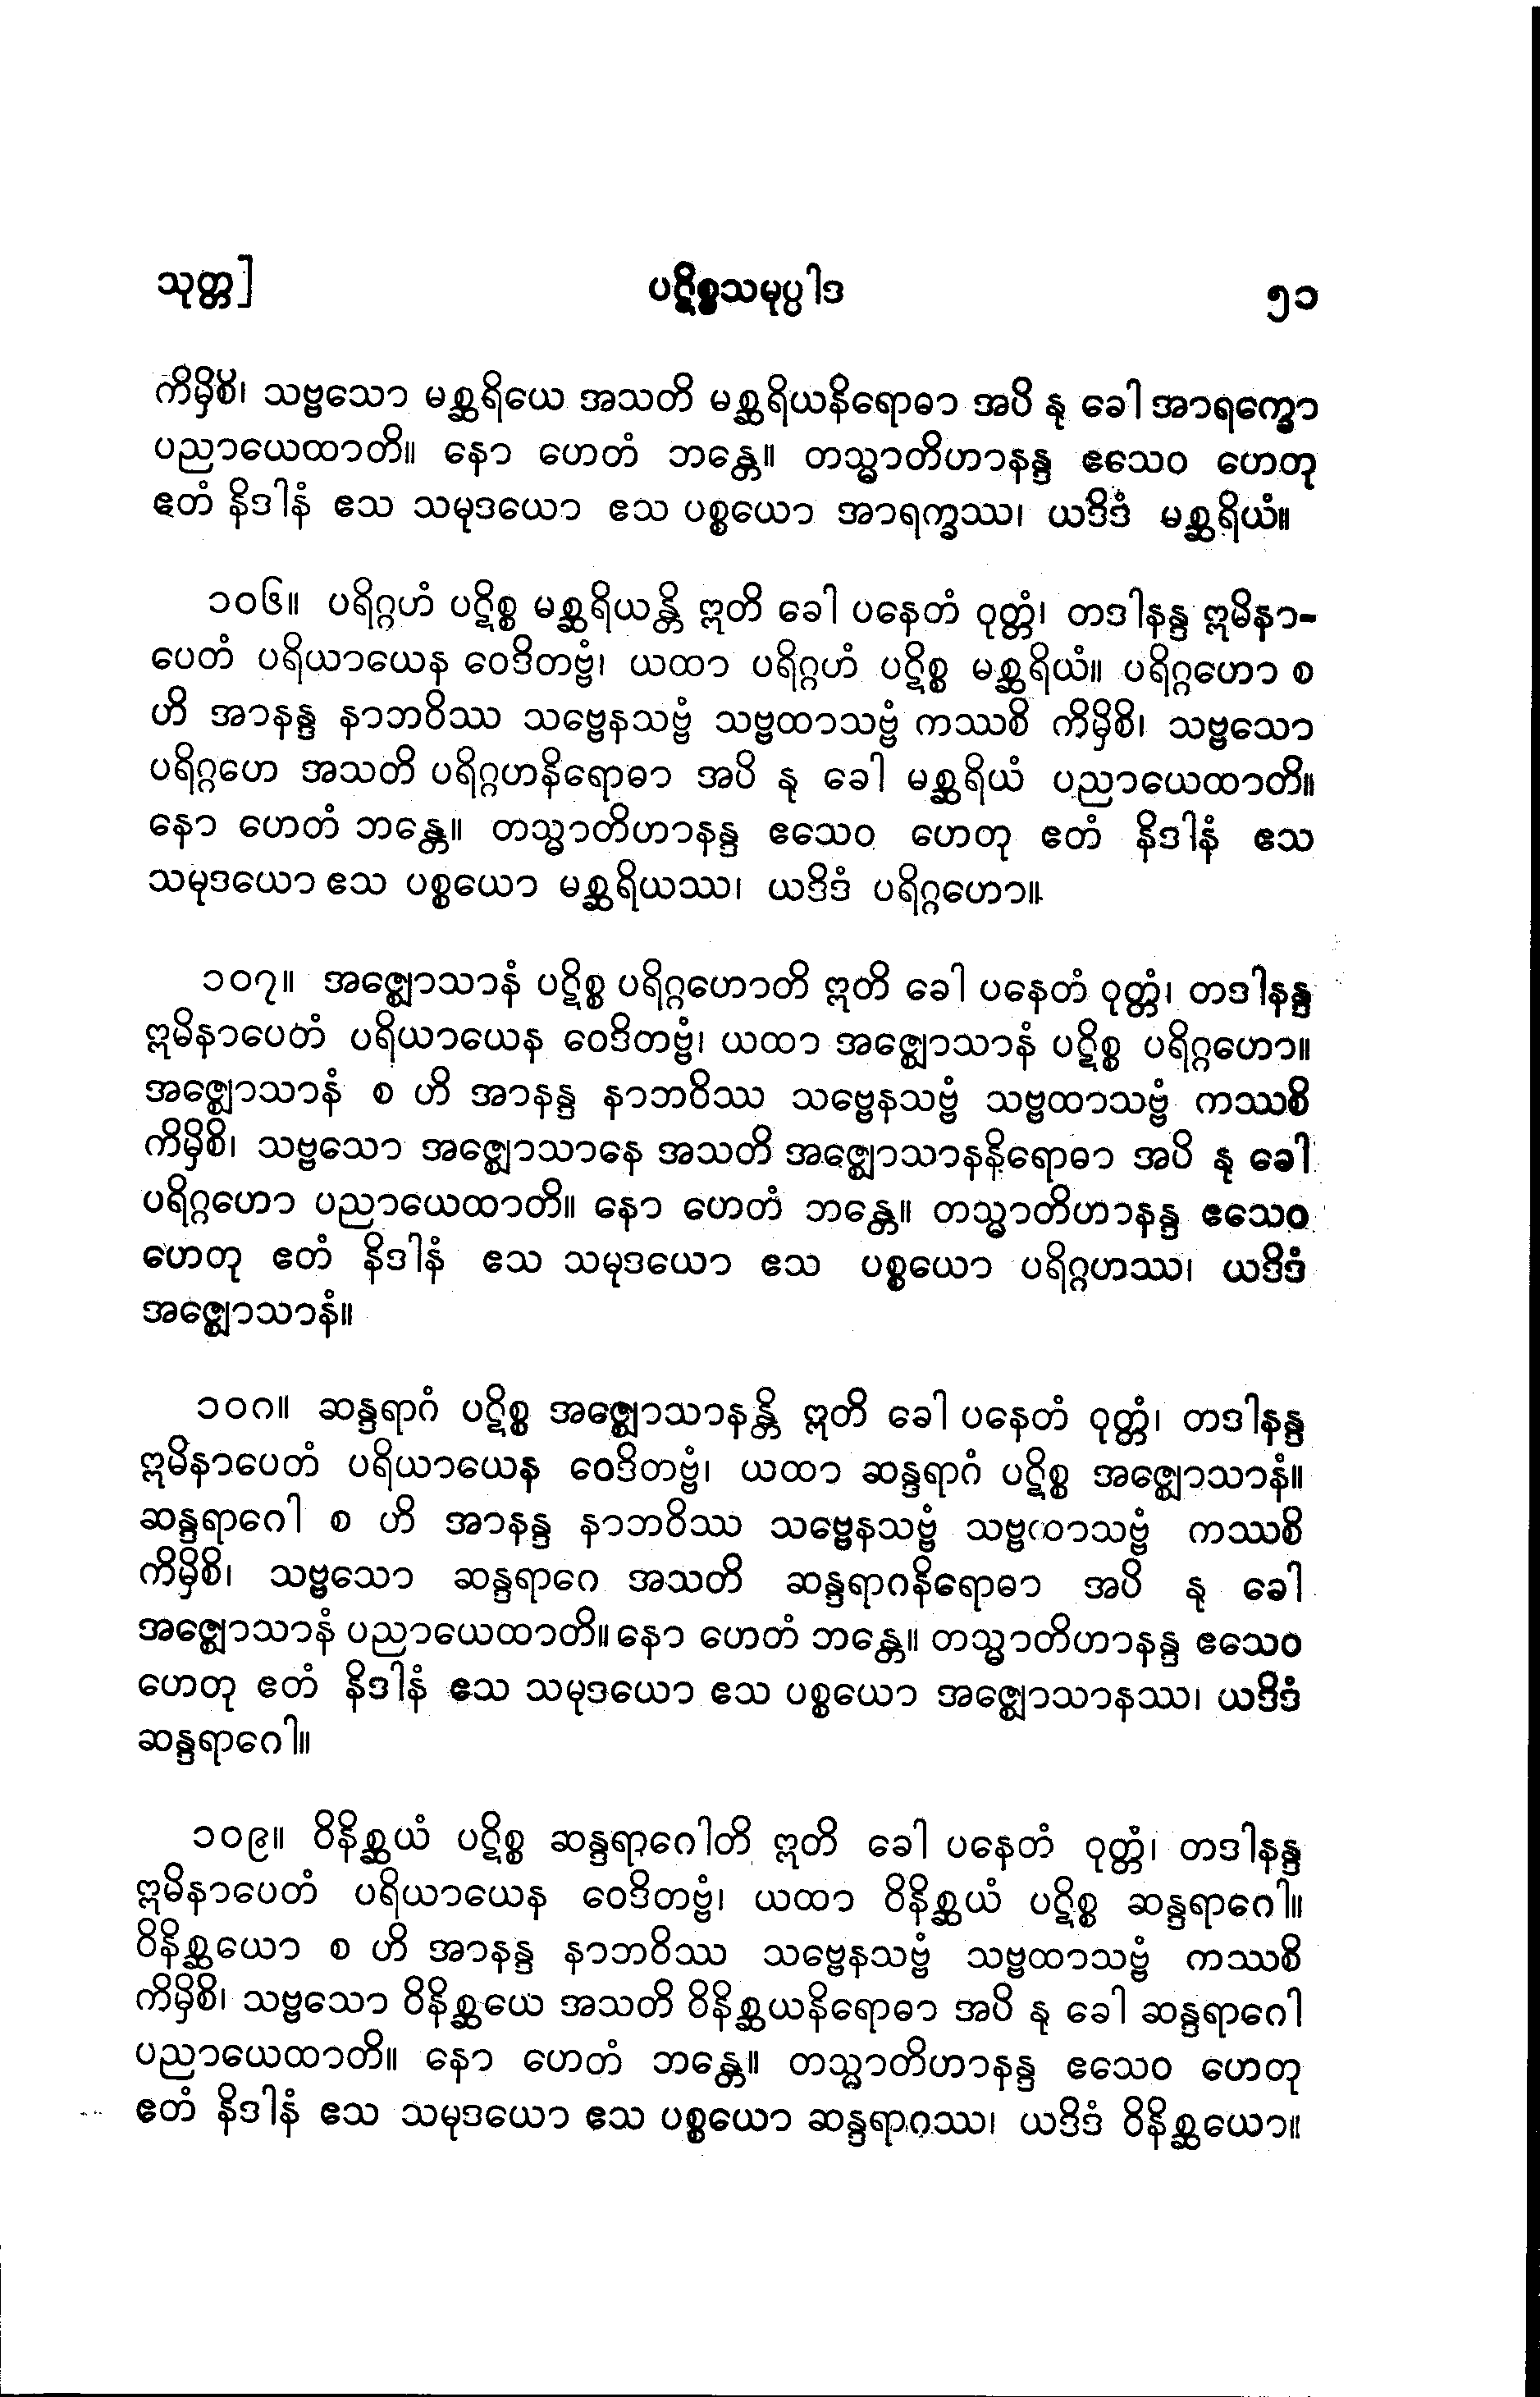 သုတ္တ] ပဋိစ္စသမုပ္ပါဒ ၅၁
ကိမှိစိ၊ သဗ္ဗသော မစ္ဆရိယေ အသတိ မစ္ဆရိယနိရောဓာ အပိ နု ခေါ အာရက္ခော
ပညာယေထာတိ။ နော ဟေတံ ဘန္တေ။ တသ္မာတိဟာနန္ဒ ဧသေဝ ဟေတု
ဧတံ နိဒါနံ ဧသ သမုဒယော ဧသ ပစ္စယော အာရက္ခဿ၊ ယဒိဒံ မစ္ဆရိယံ။
၁၀၆။ ပရိဂ္ဂဟံ ပဋိစ္စ မစ္ဆရိယန္တိ ဣတိ ခေါ ပနေတံ ဝုတ္တံ၊ တဒါနန္ဒ ဣမိနာ-
ပေတံ ပရိယာယေန ဝေဒိတဗ္ဗံ၊ ယထာ ပရိဂ္ဂဟံ ပဋိစ္စ မစ္ဆရိယံ။ ပရိဂ္ဂဟော စ
ဟိ အာနန္ဒ နာဘဝိဿ သဗ္ဗေနသဗ္ဗံ သဗ္ဗထာသဗ္ဗံ ကဿစိ ကိမှိစိ၊ သဗ္ဗသော
ပရိဂ္ဂဟေ အသတိ ပရိဂ္ဂဟနိရောဓာ အပိ နု ခေါ မစ္ဆရိယံ ပညာယေထာတိ။
နော ဟေတံ ဘန္တေ။ တသ္မာတိဟာနန္ဒ ဧသေဝ ဟေတု ဧတံ နိဒါနံ ဧသ
သမုဒယော ဧသ ပစ္စယော မစ္ဆရိယဿ၊ ယဒိဒံ ပရိဂ္ဂဟော။
၁၀၇။ အဇ္ဈောသာနံ ပဋိစ္စ ပရိဂ္ဂဟောတိ ဣတိ ခေါ ပနေတံ ဝုတ္တံ၊ တဒါနန္ဒ
ဣမိနာပေတံ ပရိယာယေန ဝေဒိတဗ္ဗံ၊ ယထာ အဇ္ဈောသာနံ ပဋိစ္စ ပရိဂ္ဂဟော။
အဇ္ဈောသာနံ စ ဟိ အာနန္ဒ နာဘဝိဿ သဗ္ဗေနသဗ္ဗံ သဗ္ဗထာသဗ္ဗံ ကဿစိ
ကိမှိစိ၊ သဗ္ဗသော အဇ္ဈောသာနေ အသတိ အဇ္ဈောသာနနိရောဓာ အပိ နု ခေါ
ပရိဂ္ဂဟော ပညာယေထာတိ။ နော ဟေတံ ဘန္တေ။ တသ္မာတိဟာနန္ဒ ဧသေဝ
ဟေတု ဧတံ နိဒါနံ ဧသ သမုဒယော ဧသ ပစ္စယော ပရိဂ္ဂဟဿ၊ ယဒိဒံ
အဇ္ဈောသာနံ။
၁၀ဂ။ ဆန္ဒရာဂံ ပဋိစ္စ အဇ္ဈောသာနန္တိ ဣတိ ခေါ ပနေတံ ဝုတ္တံ၊ တဒါနန္ဒ
ဣမိနာပေတံ ပရိယာယေန ဝေဒိတဗ္ဗံ၊ ယထာ ဆန္ဒရာဂံ ပဋိစ္စ အဇ္ဈောသာနံ။
ဆန္ဒရာဂေါ စ ဟိ အာနန္ဒ နာဘဝိဿ သဗ္ဗေနသဗ္ဗံ သဗ္ဗထာသဗ္ဗံ ကဿစိ
ကိမှိစိ၊ သဗ္ဗသော ဆန္ဒရာဂေ အသတိ ဆန္ဒရာဂနိရောဓာ အပိ နု ခေါ
အဇ္ဈောသာနံ ပညာယေထာတိ။ နော ဟေတံ ဘန္တေ။ တသ္မာတိဟာနန္ဒ ဧသေဝ
ဟေတု ဧတံ နိဒါနံ ဧသ သမုဒယော ဧသ ပစ္စယော အဇ္ဈောသာနဿ၊ ယဒိဒံ
ဆန္ဒရာဂေါ။
၁၀၉။ ဝိနိစ္ဆယံ ပဋိစ္စ ဆန္ဒရာဂေါတိ ဣတိ ခေါ ပနေတံ ဝုတ္တံ၊ တဒါနန္ဒ
ဣမိနာပေတံ ပရိယာယေန ဝေဒိတဗ္ဗံ၊ ယထာ ဝိနိစ္ဆယံ ပဋိစ္စ ဆန္ဒရာဂေါ။
ဝိနိစ္ဆယော စ ဟိ အာနန္ဒ နာဘဝိဿ သဗ္ဗေနသဗ္ဗံ သဗ္ဗထာသဗ္ဗံ ကဿစိ
ကိမှိစိ၊ သဗ္ဗသော ဝိနိစ္ဆယေ အသတိ ဝိနိစ္ဆယနိရောဓာ အပိ နု ခေါ ဆန္ဒရာဂေါ
ပညာယေထာတိ။ နော ဟေတံ ဘန္တေ။ တသ္မာတိဟာနန္ဒ ဧသေဝ ဟေတု
ဧတံ နိဒါနံ ဧသ သမုဒယော ဧသ ပစ္စယော ဆန္ဒရာဂဿ၊ ယဒိဒံ ဝိနိစ္ဆယော။